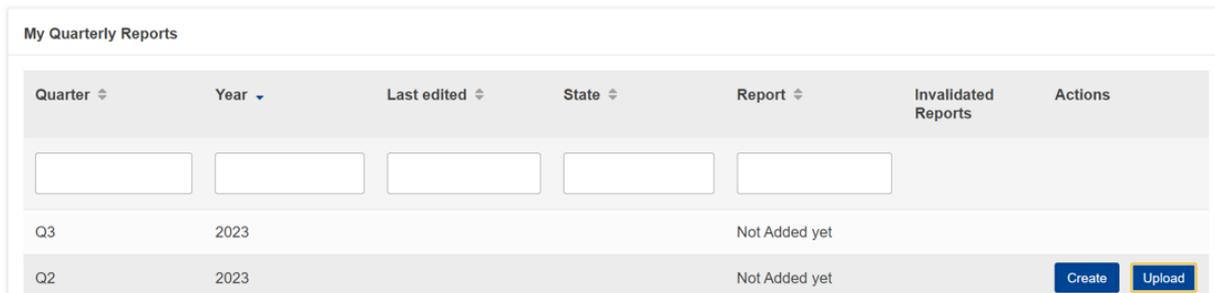 My Quarterly Reports
Quarter Year Last edited State Report Invalidated Reports Actions
Q3 2023 Not Added yet
Q2 2023 Not Added yet Create Upload